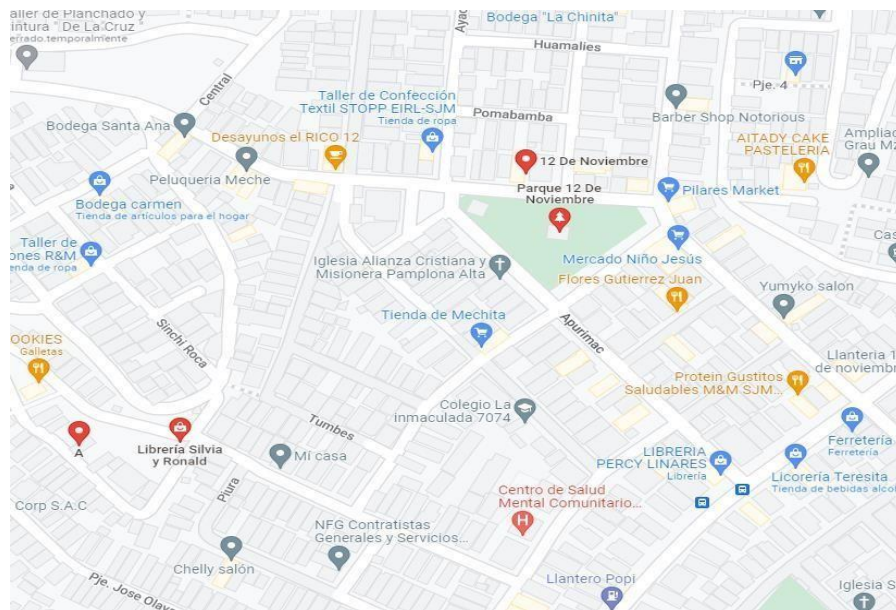 aller de Planchado y
intura " De La Cruz
errado temporalmente
Central
Ayac
Bodega "La Chinita"
Huamalies
Pje. 4
Taller de Confección
Textil STOPP EIRL-SJM
Tienda de ropa
Pomabamba
Barber Shop Notorious
Bodega Santa Ana
Desayunos el RICO 12
AITADY CAKE
PASTELERIA
Ampliac
Grau Mz
12 De Noviembre
Peluqueria Meche
Parque 12 De
Noviembre
Pilares Market
Bodega carmen
Tienda de artículos para el hogar
Taller de
ones R&M
enda de ropa
Iglesia Alianza Cristiana y
Misionera Pamplona Alta
Mercado Niño Jesús
Cas
Flores Gutierrez Juan
Yumyko salon
Sinchi Roca
Tienda de Mechita
Apurimac
OOKIES
Galletas
Llanteria 1
de noviembr
Protein Gustitos
Saludables M&M SJM...
Colegio La
inmaculada 7074
Tumbes
A
Librería Silvia
y Ronald
Mi casa
Ferretería
Ferretería
LIBRERIA
PERCY LINARES
Librería
Licorería Teresita
Tienda de bebidas alcol
Piura
Corp S.A.C
Centro de Salud
Mental Comunitario...
H
NFG Contratistas
Generales y Servicios...
Chelly salón
Pje. Jose Olava
Llantero Popi
Iglesia S